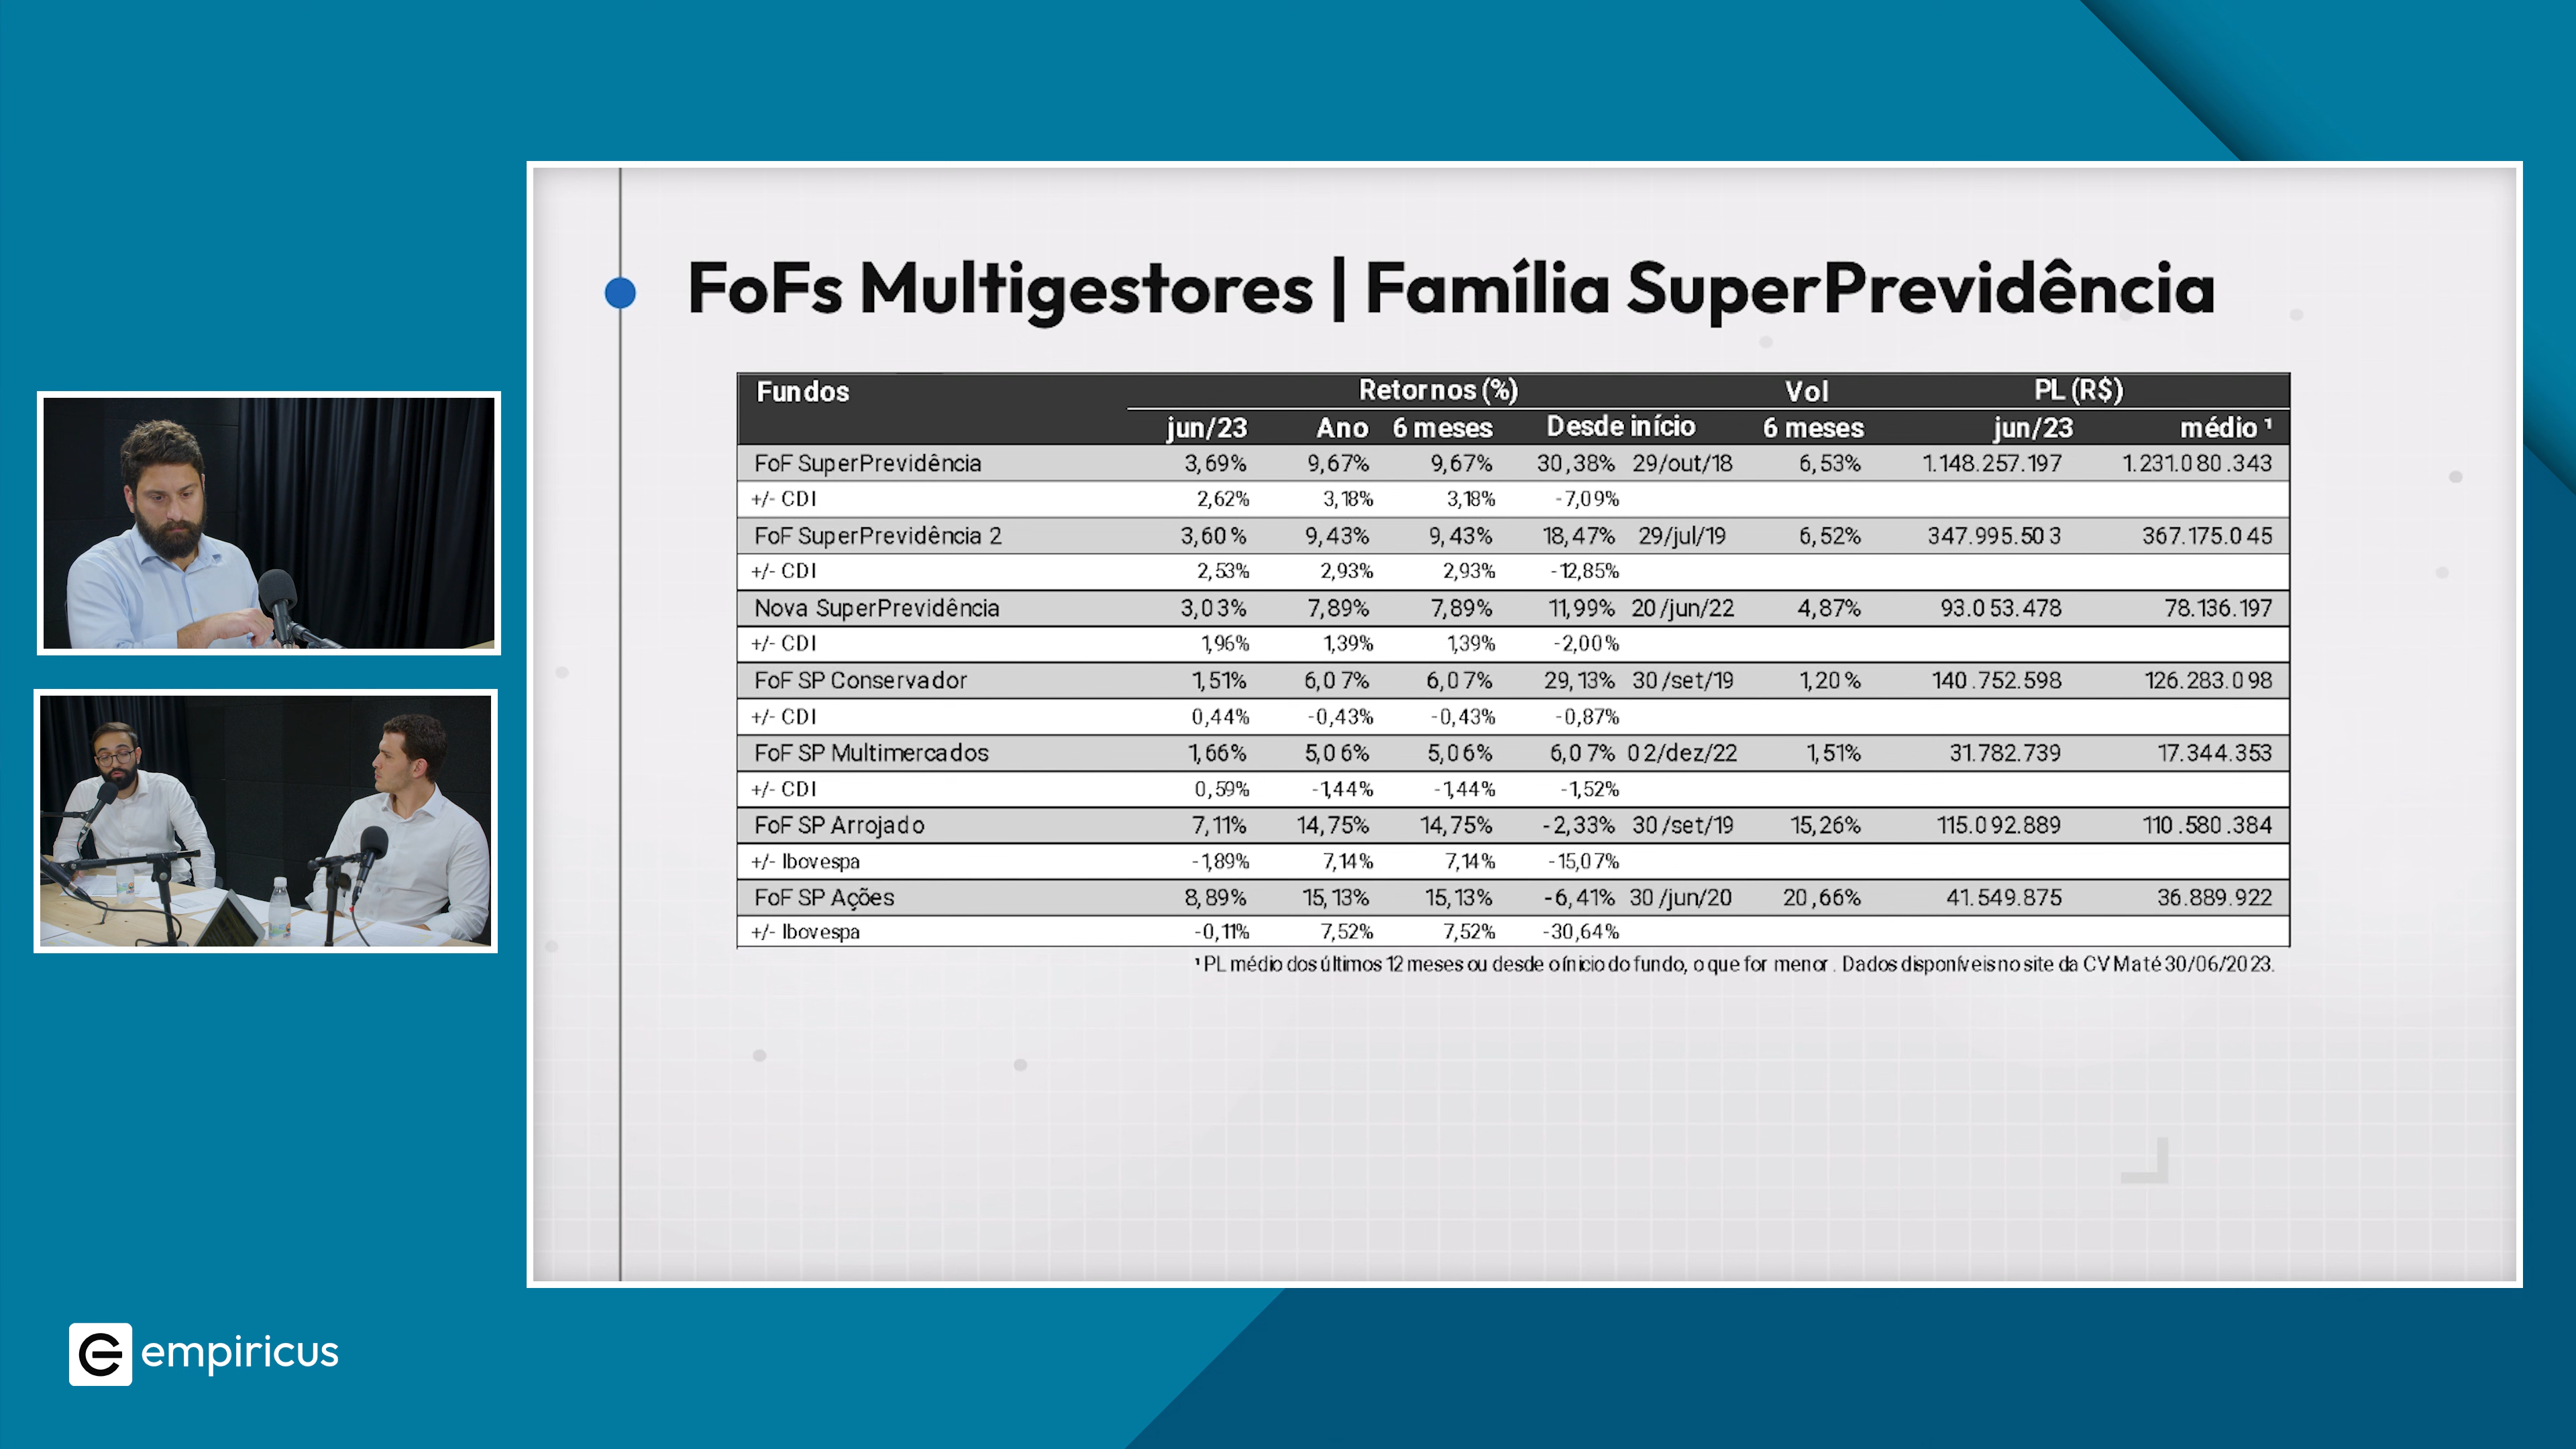 FoFs Multigestores | Família SuperPrevidência
Fundos Retornos (%) Vol PL (R$)
jun/23 Ano 6 meses Desde início 6 meses jun/23 médio ¹
FoF SuperPrevidência 3,69% 9,67% 9,67% 30,38% 29/out/18 6,53% 1.148.257.197 1.231.080.343
+/- CDI 2,62% 3,18% 3,18% -7,09%
FoF SuperPrevidência 2 3,60% 9,43% 9,43% 18,47% 29/jul/19 6,52% 347.995.503 367.175.045
+/- CDI 2,53% 2,93% 2,93% -12,85%
Nova SuperPrevidência 3,03% 7,89% 7,89% 11,99% 20/jun/22 4,87% 93.053.478 78.136.197
+/- CDI 1,96% 1,39% 1,39% -2,00%
FoF SP Conservador 1,51% 6,07% 6,07% 29,13% 30/set/19 1,20% 140.752.598 126.283.098
+/- CDI 0,44% -0,43% -0,43% -0,87%
FoF SP Multimercados 1,66% 5,06% 5,06% 6,07% 02/dez/22 1,51% 31.782.739 17.344.353
+/- CDI 0,59% -1,44% -1,44% -1,52%
FoF SP Arrojado 7,11% 14,75% 14,75% -2,33% 30/set/19 15,26% 115.092.889 110.580.384
+/- Ibovespa -1,89% 7,14% 7,14% -15,07%
FoF SP Ações 8,89% 15,13% 15,13% -6,41% 30/jun/20 20,66% 41.549.875 36.889.922
+/- Ibovespa -0,11% 7,52% 7,52% -30,64%
¹ PL médio dos últimos 12 meses ou desde o ínicio do fundo, o que for menor. Dados disponíveis no site da CVM até 30/06/2023.
empiricus